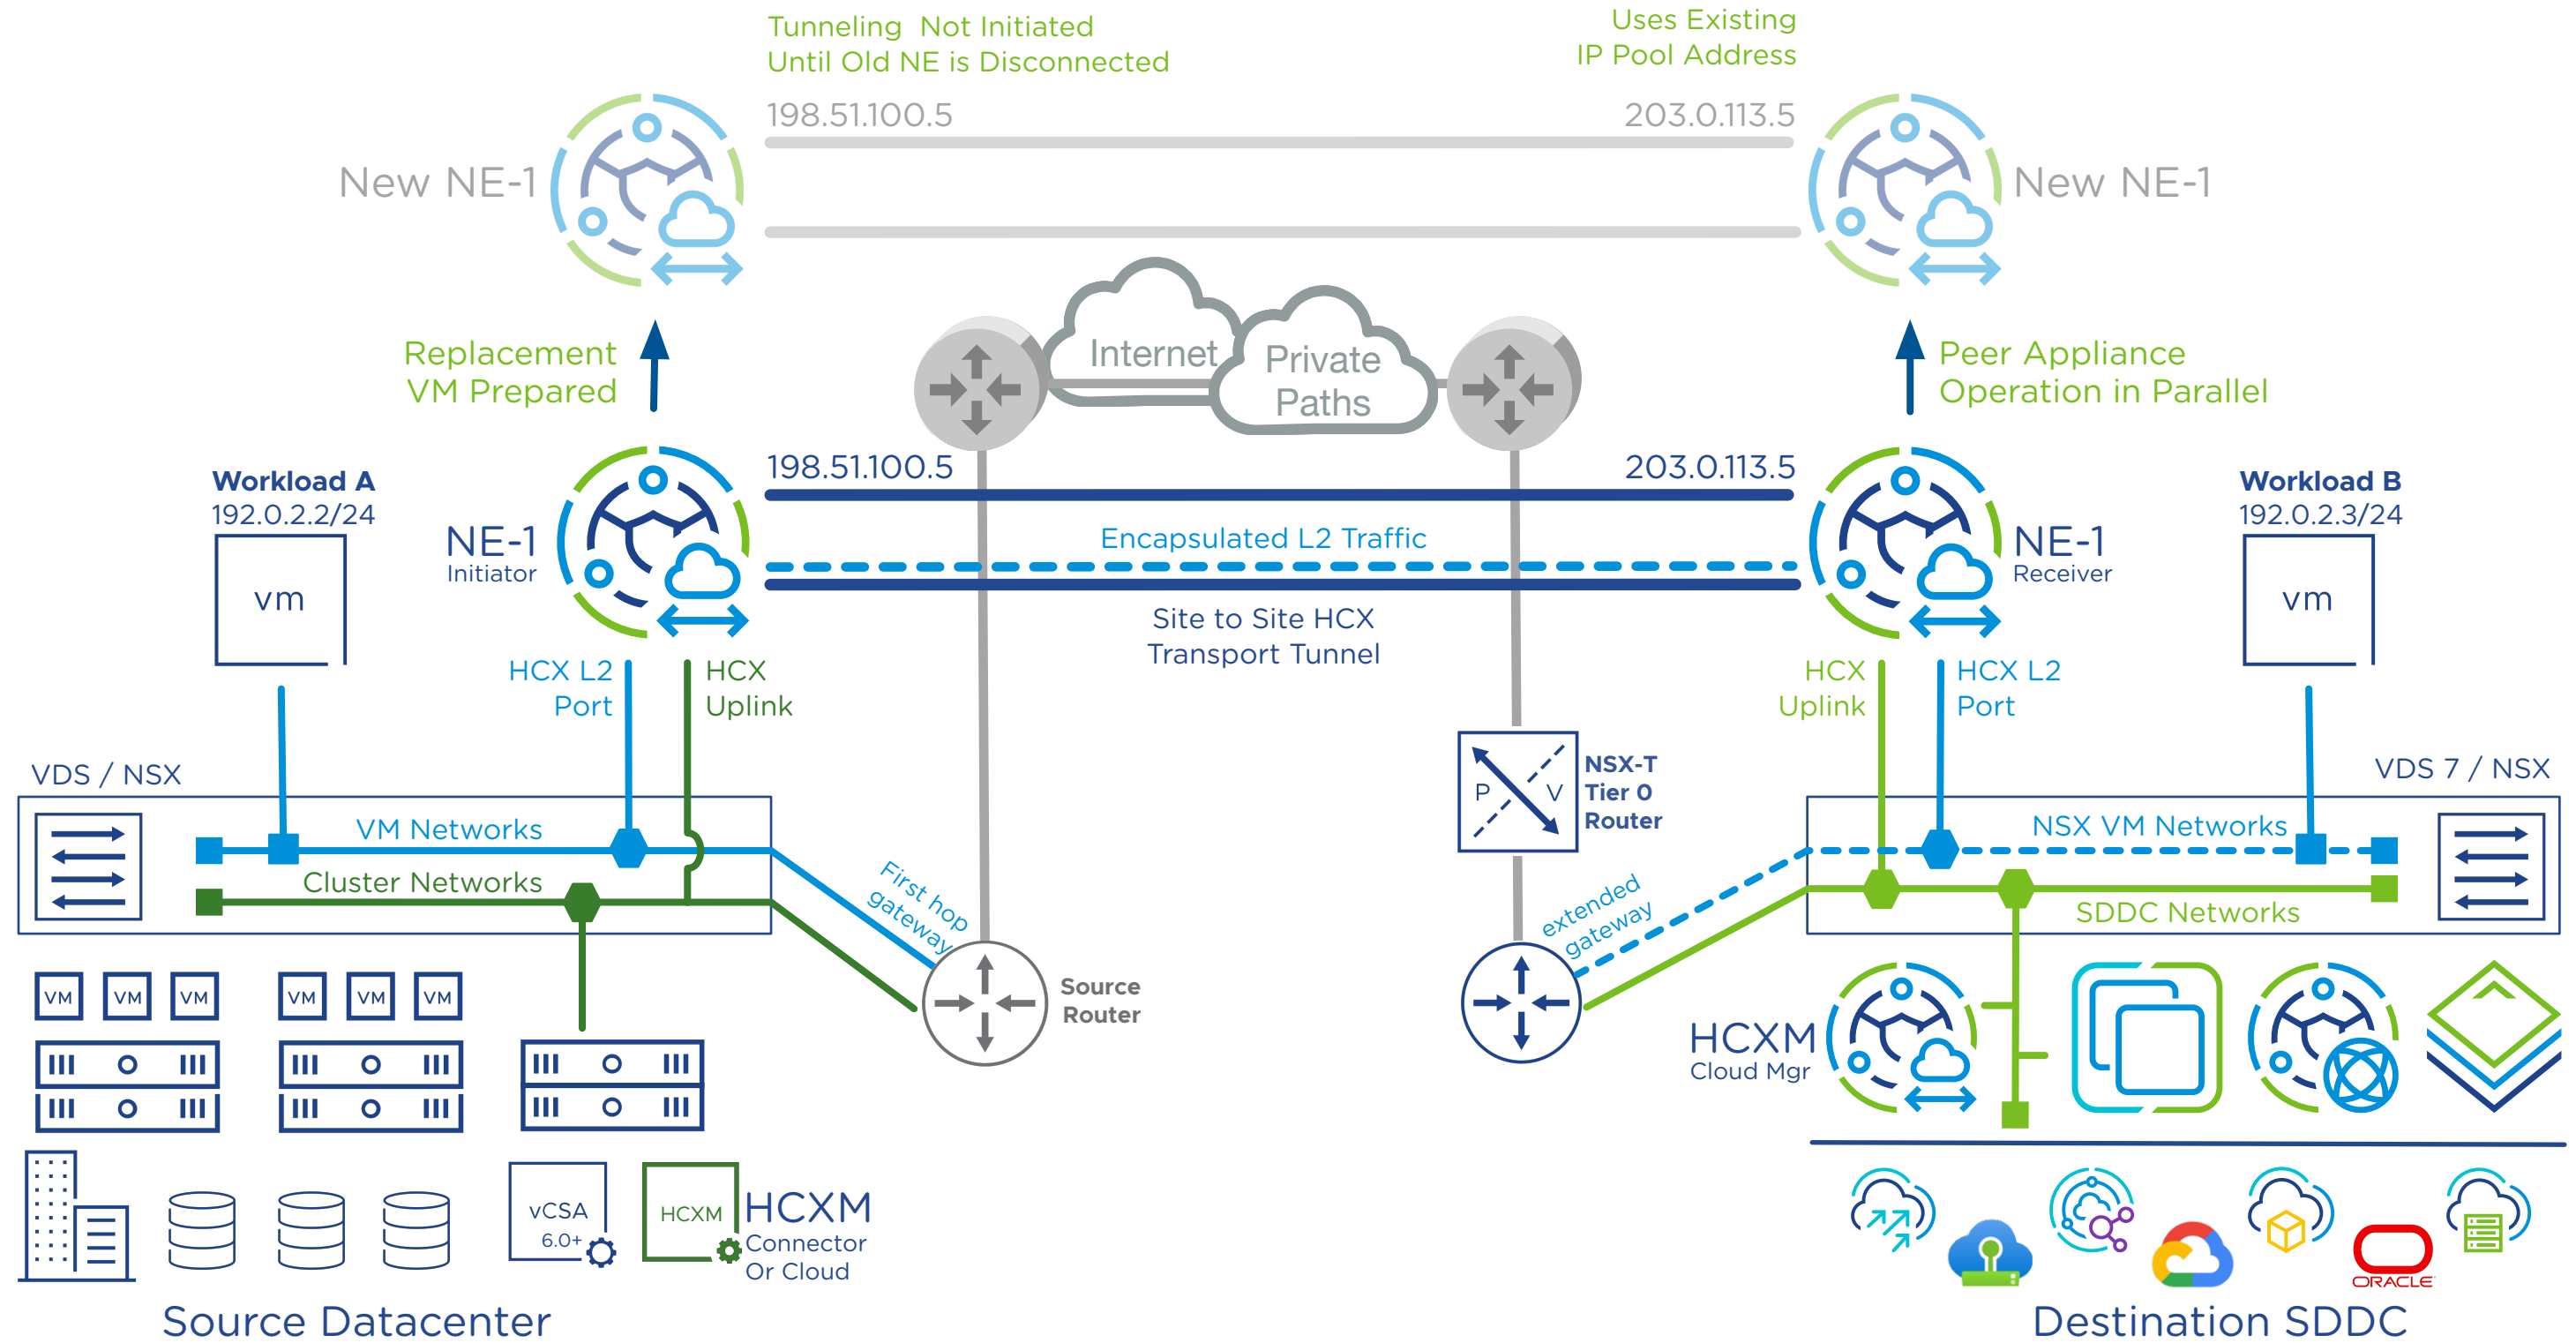 Tunneling  Not Initiated
Until Old NE is Disconnected
Uses Existing
IP Pool Address
198.51.100.5
203.0.113.5
New NE-1
New NE-1
Internet
Private
Paths
Replacement
VM Prepared
Peer Appliance
Operation in Parallel
Workload A
192.0.2.2/24
vm
NE-1
Initiator
198.51.100.5
203.0.113.5
Encapsulated L2 Traffic
Site to Site HCX
Transport Tunnel
NE-1
Receiver
Workload B
192.0.2.3/24
vm
HCX L2
Port
HCX
Uplink
HCX
Uplink
HCX L2
Port
VDS / NSX
VM Networks
Cluster Networks
First hop
gateway
Source
Router
P
V
NSX-T
Tier 0
Router
extended
gateway
VDS 7 / NSX
NSX VM Networks
SDDC Networks
VM
VM
VM
VM
VM
VM
HCXM
Cloud Mgr
vCSA
6.0+
HCXM
HCXM
Connector
Or Cloud
ORACLE
Source Datacenter
Destination SDDC